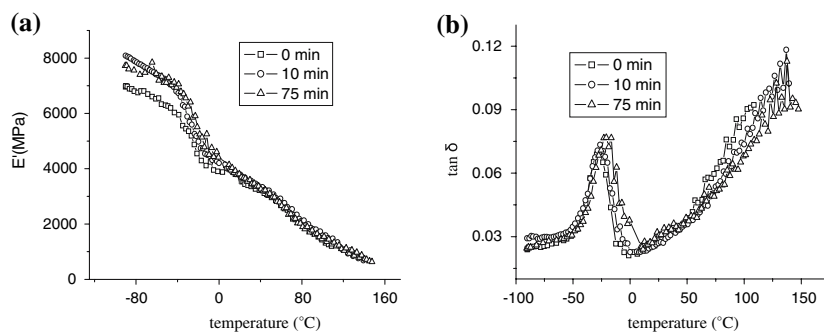 (a)
8000
6000
4000
2000
0
E'(MPa)
0 min
10 min
75 min
-80
0
80
160
temperature (°C)
(b)
0.12
0.09
0.06
0.03
tan δ
0 min
10 min
75 min
-100
-50
0
50
100
150
temperature (°C)